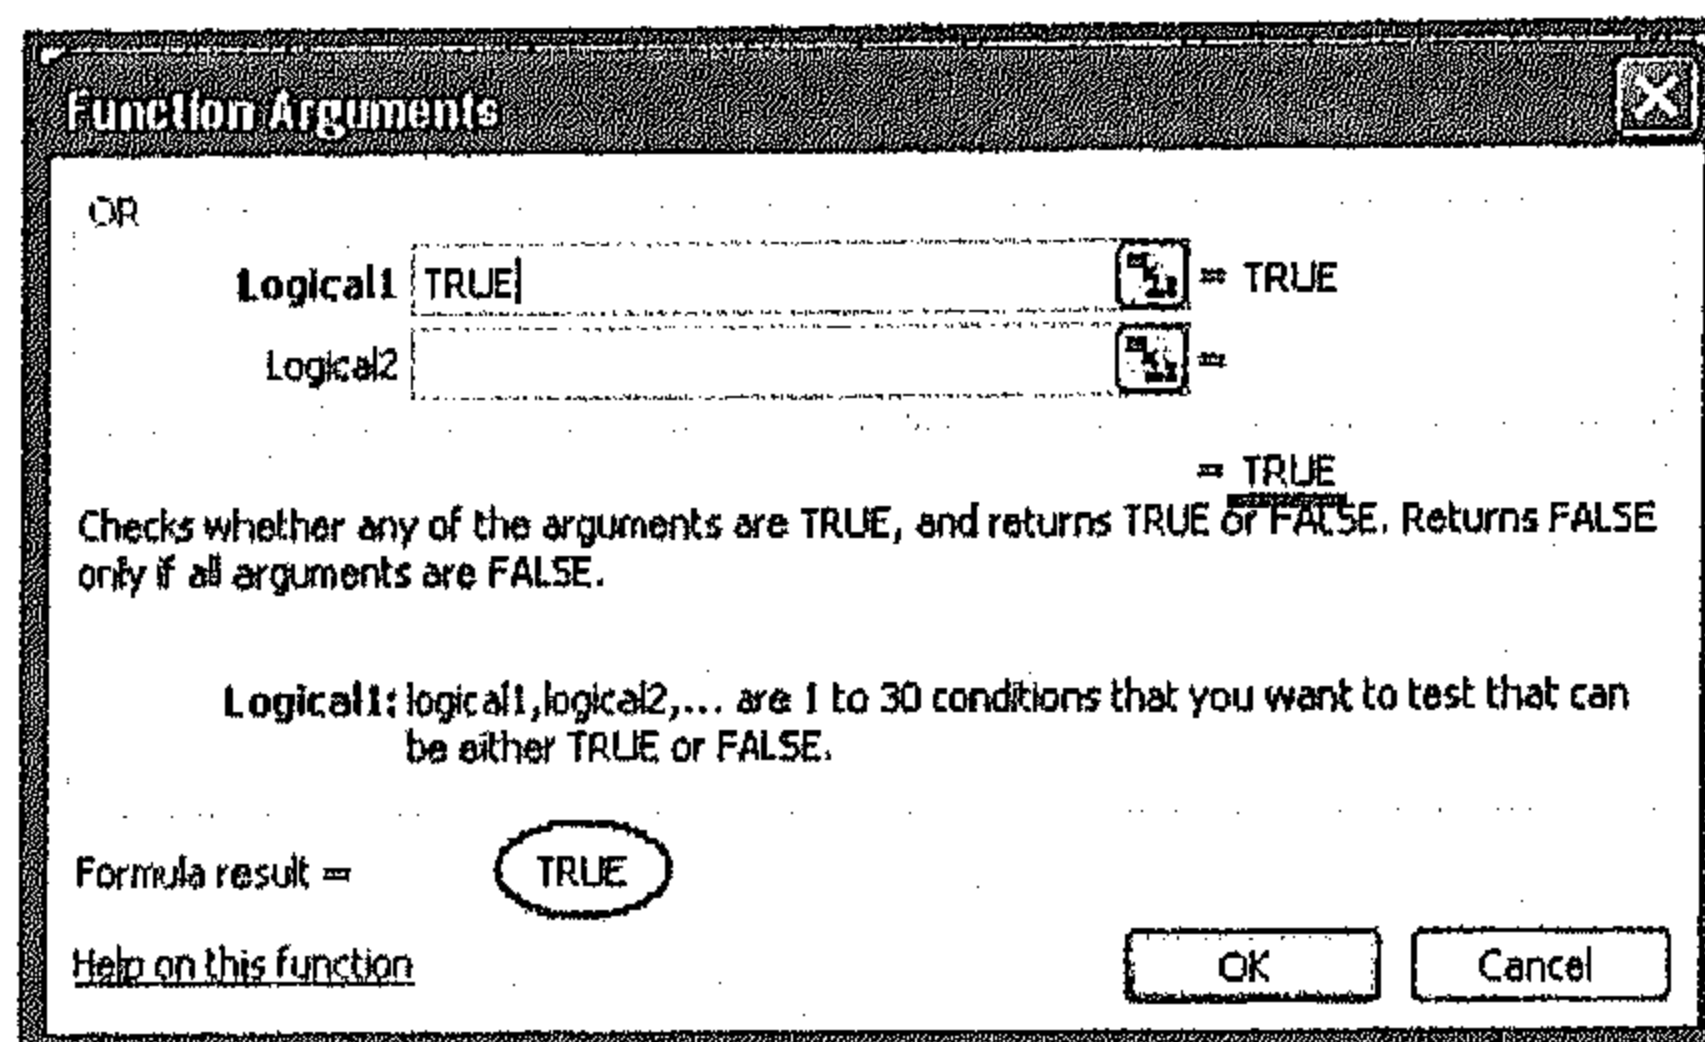 Function Arguments
OR
Logical1 TRUE = TRUE
Logical2 =
= TRUE
Checks whether any of the arguments are TRUE, and returns TRUE or FALSE. Returns FALSE
only if all arguments are FALSE.
Logical1: logical1,logical2,... are 1 to 30 conditions that you want to test that can
be either TRUE or FALSE.
Formula result = TRUE
Help on this function
OK Cancel